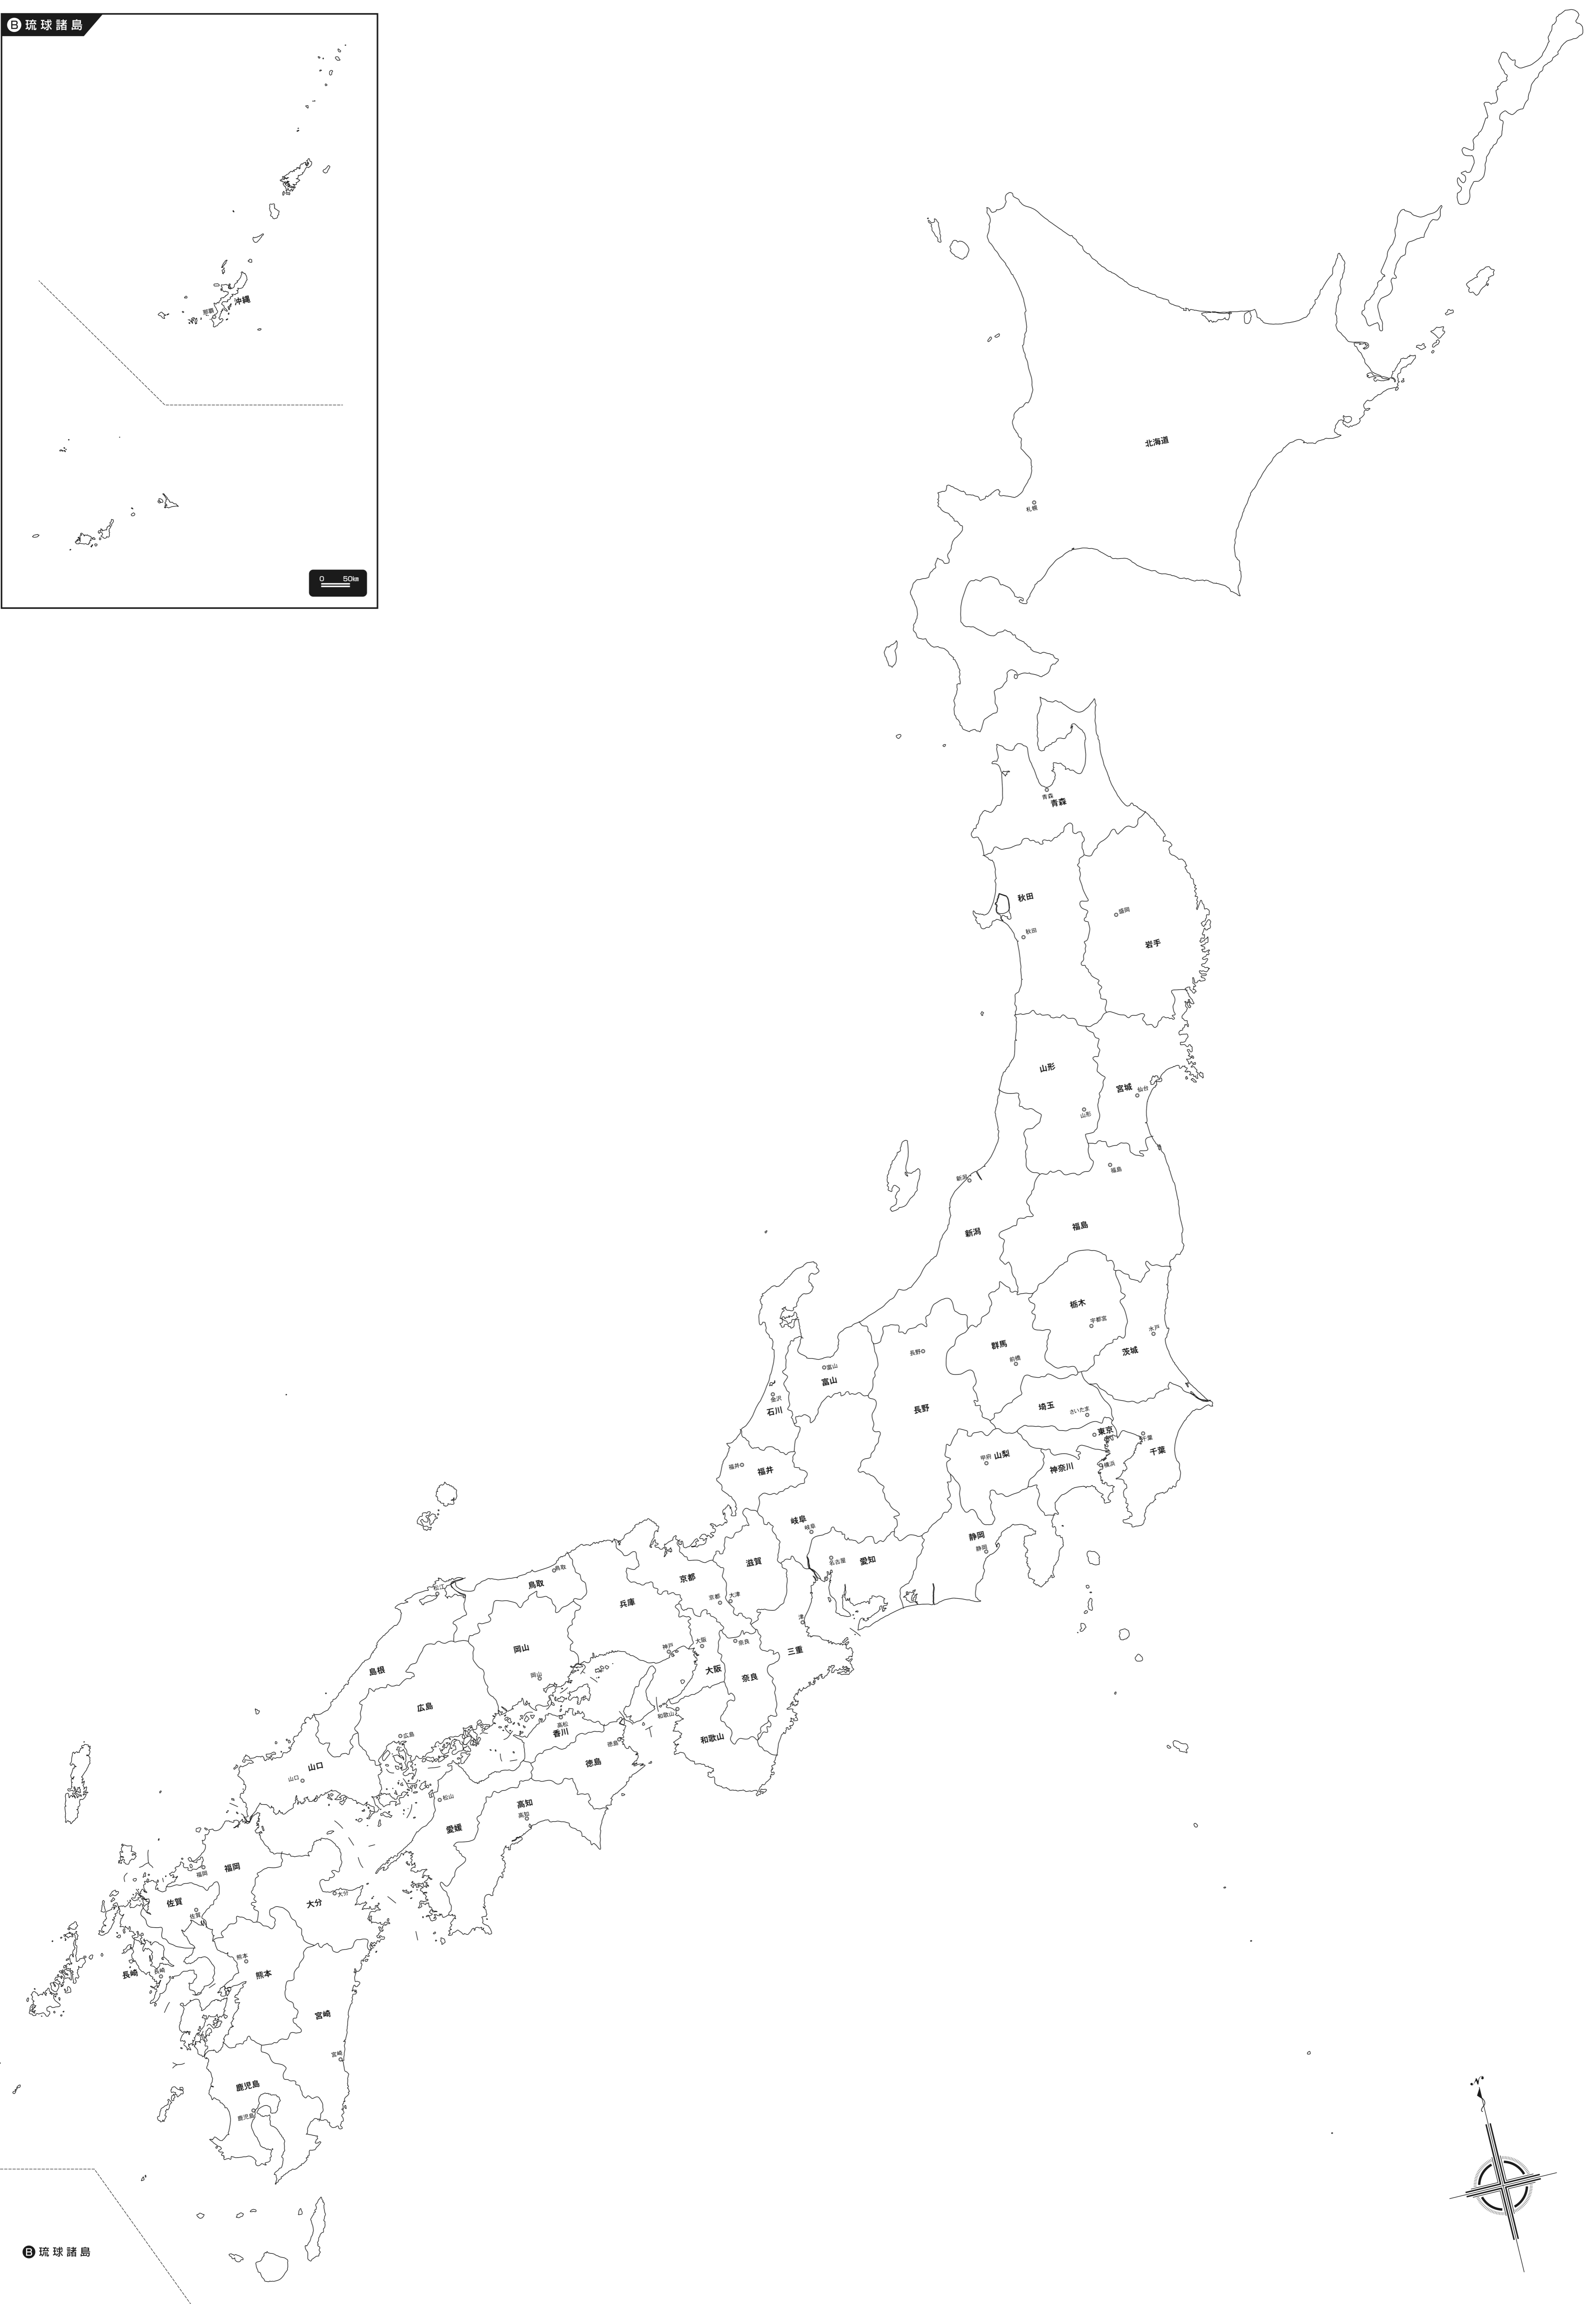 B 琉球諸島
沖縄
那覇
0 50km
北海道
札幌
青森
青森
秋田
盛岡
秋田
岩手
山形
宮城
仙台
山形
福島
新潟
新潟
福島
栃木
宇都宮
水戸
群馬
前橋
茨城
長野
富山
富山
金沢
石川
長野
埼玉
さいたま
東京
千葉
千葉
福井
福井
甲府
山梨
神奈川
横浜
岐阜
岐阜
静岡
静岡
滋賀
名古屋
愛知
京都
京都
大津
津
鳥取
鳥取
兵庫
松江
神戸
大阪
奈良
三重
大阪
奈良
岡山
岡山
島根
広島
広島
和歌山
和歌山
高松
香川
徳島
徳島
山口
山口
松山
高知
高知
愛媛
福岡
福岡
佐賀
佐賀
大分
大分
熊本
熊本
長崎
長崎
宮崎
宮崎
鹿児島
鹿児島
N
B 琉球諸島